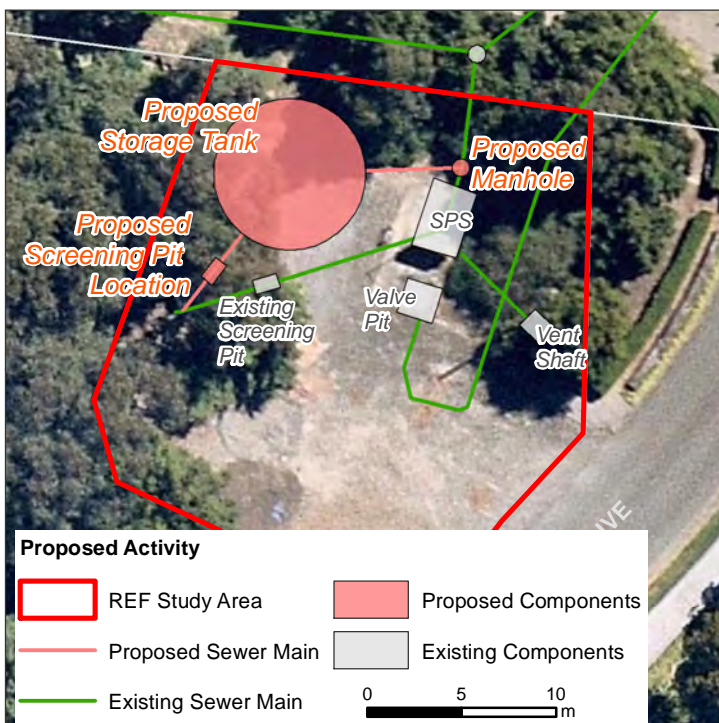 Proposed
Storage Tank
Proposed
Manhole
SPS
Proposed
Screening Pit
Location
Existing
Screening
Pit
Valve
Pit
Vent
Shaft
IVE
Proposed Activity
REF Study Area
Proposed Components
Proposed Sewer Main
Existing Components
Existing Sewer Main
0 5 10
m